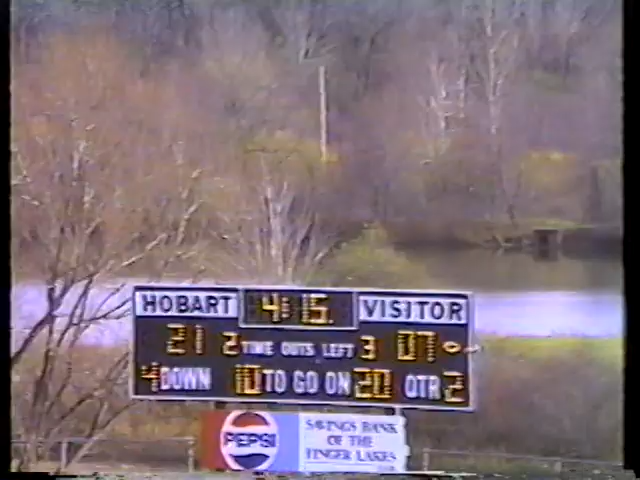 HOBART 4:15 VISITOR
21 2 TIME OUTS LEFT 3 07
4 DOWN 10 TO GO ON 20 QTR 2
PEPSI
SAVINGS BANK
OF THE
FINGER LAKES